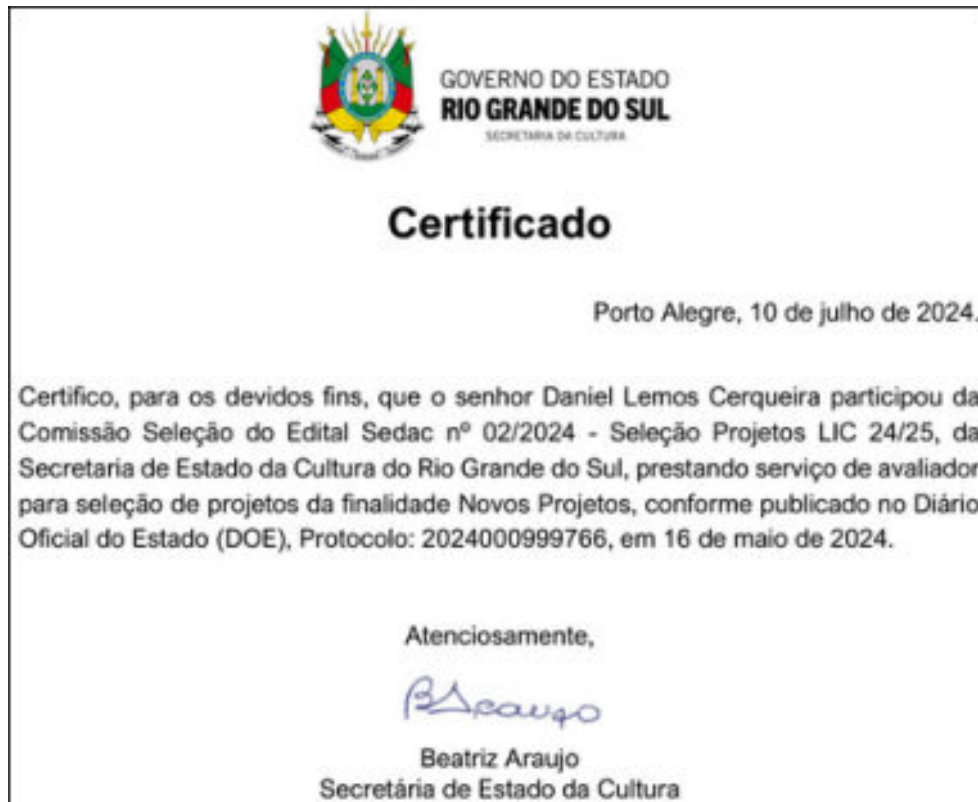 GOVERNO DO ESTADO
RIO GRANDE DO SUL
SECRETARIA DA CULTURA
Certificado
Porto Alegre, 10 de julho de 2024.
Certifico, para os devidos fins, que o senhor Daniel Lemos Cerqueira participou da
Comissão Seleção do Edital Sedac nº 02/2024 - Seleção Projetos LIC 24/25, da
Secretaria de Estado da Cultura do Rio Grande do Sul, prestando serviço de avaliador
para seleção de projetos da finalidade Novos Projetos, conforme publicado no Diário
Oficial do Estado (DOE), Protocolo: 2024000999766, em 16 de maio de 2024.
Atenciosamente,
BAraujo
Beatriz Araujo
Secretária de Estado da Cultura